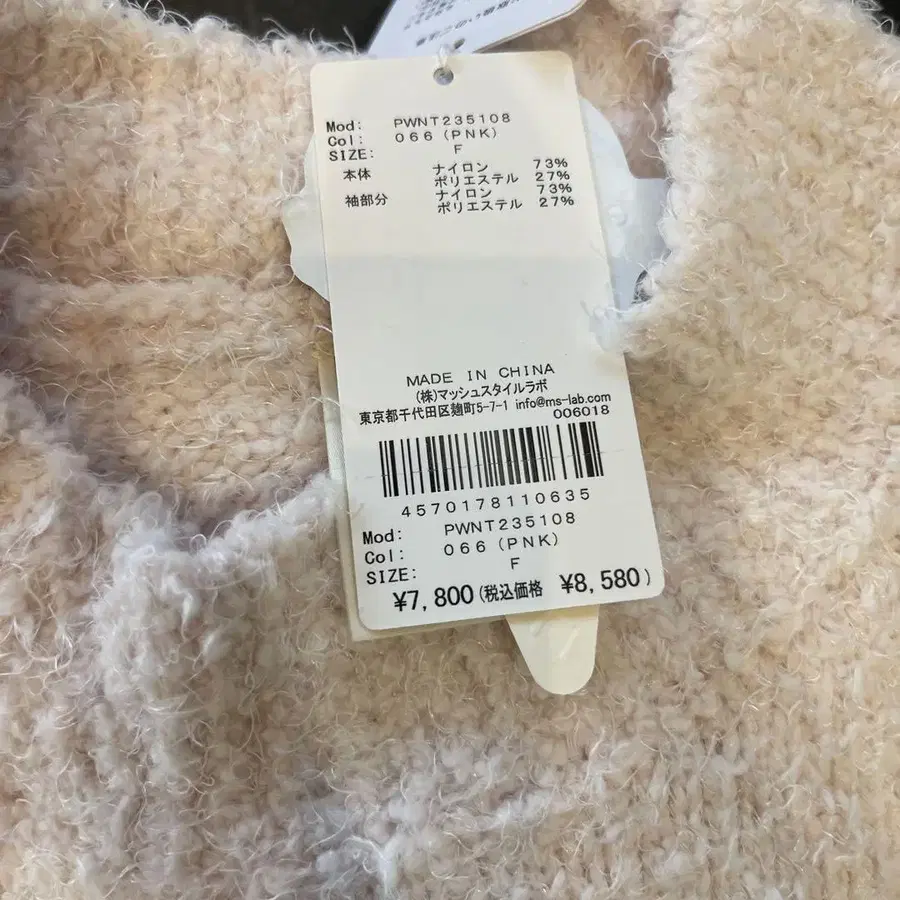 Mod: PWNT235108
Col: 066 (PNK)
SIZE: F
本体 ナイロン 73%
ポリエステル 27%
袖部分 ナイロン 73%
ポリエステル 27%
MADE IN CHINA
(株)マッシュスタイルラボ
東京都千代田区麹町5-7-1 info@ms-lab.com
006018
4570178110635
Mod: PWNT235108
Col: 066 (PNK)
SIZE: F
¥7,800(税込価格 ¥8,580)